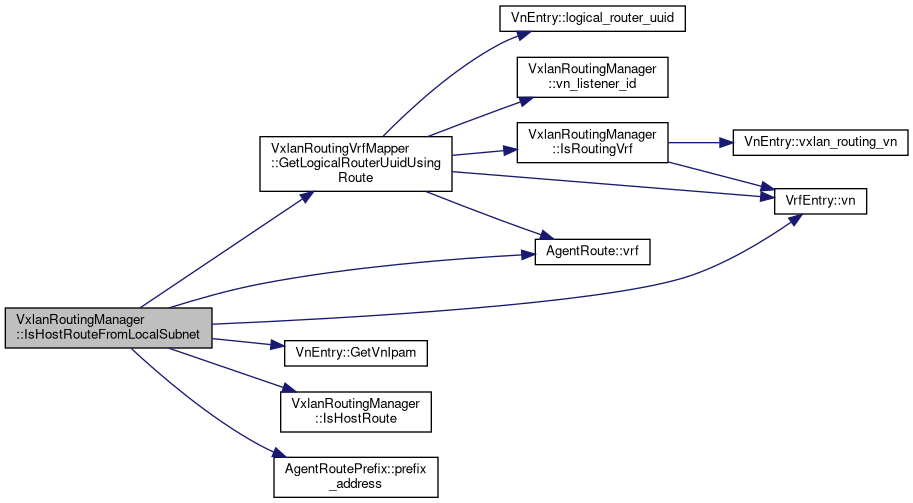 VnEntry::logical_router_uuid
VxlanRoutingManager
::vn_listener_id
VxlanRoutingVrfMapper
::GetLogicalRouterUuidUsing
Route
VxlanRoutingManager
::IsRoutingVrf
VnEntry::vxlan_routing_vn
VrfEntry::vn
AgentRoute::vrf
VxlanRoutingManager
::IsHostRouteFromLocalSubnet
VnEntry::GetVnIpam
VxlanRoutingManager
::IsHostRoute
AgentRoutePrefix::prefix
_address